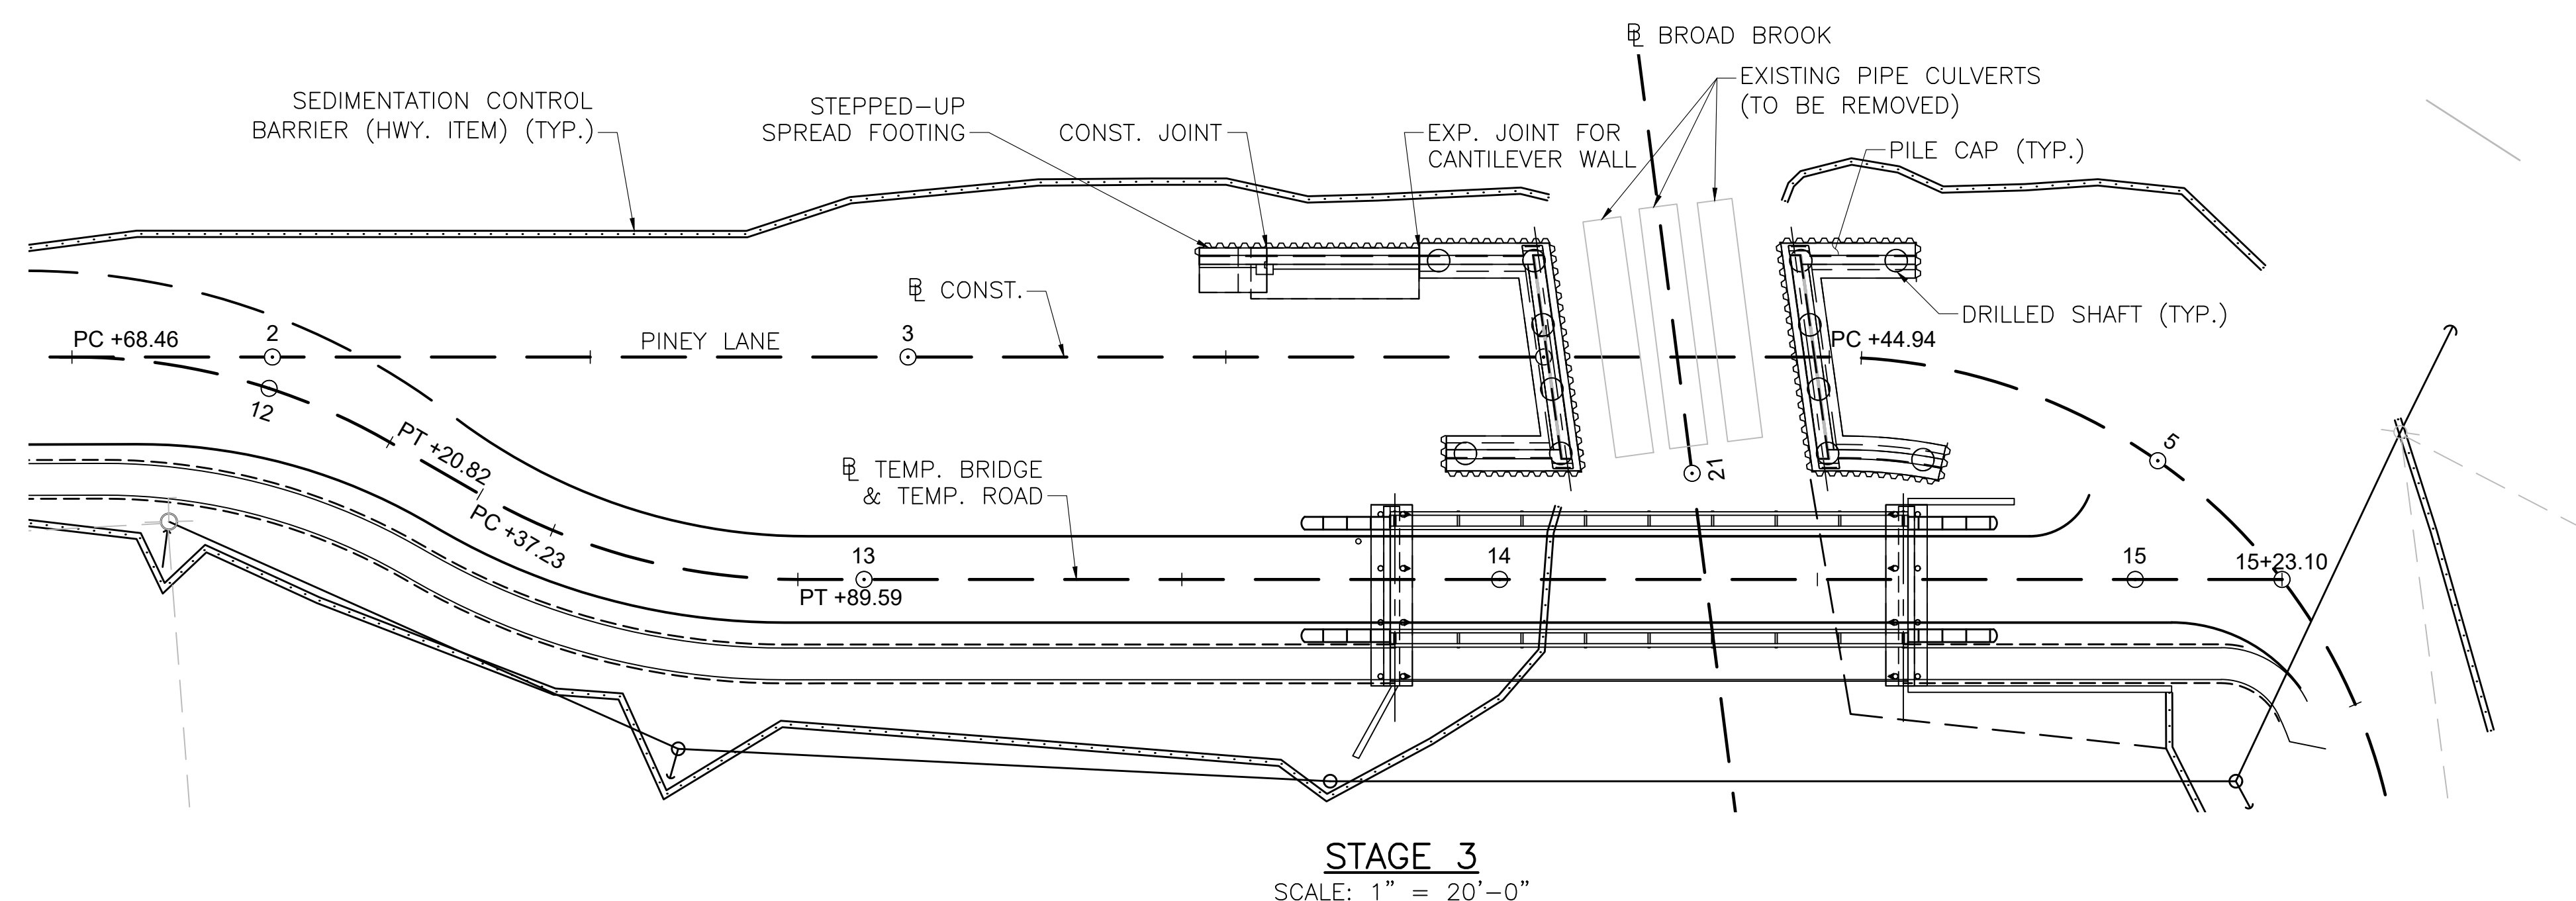 ℄ BROAD BROOK
EXISTING PIPE CULVERTS
(TO BE REMOVED)
SEDIMENTATION CONTROL
BARRIER (HWY. ITEM) (TYP.)
STEPPED-UP
SPREAD FOOTING
CONST. JOINT
EXP. JOINT FOR
CANTILEVER WALL
PILE CAP (TYP.)
℄ CONST.
DRILLED SHAFT (TYP.)
PC +68.46
2
PINEY LANE
3
PC +44.94
12
PT +20.82
5
℄ TEMP. BRIDGE
& TEMP. ROAD
21
PC +37.23
13
14
15
15+23.10
PT +89.59
STAGE 3
SCALE: 1" = 20'-0"